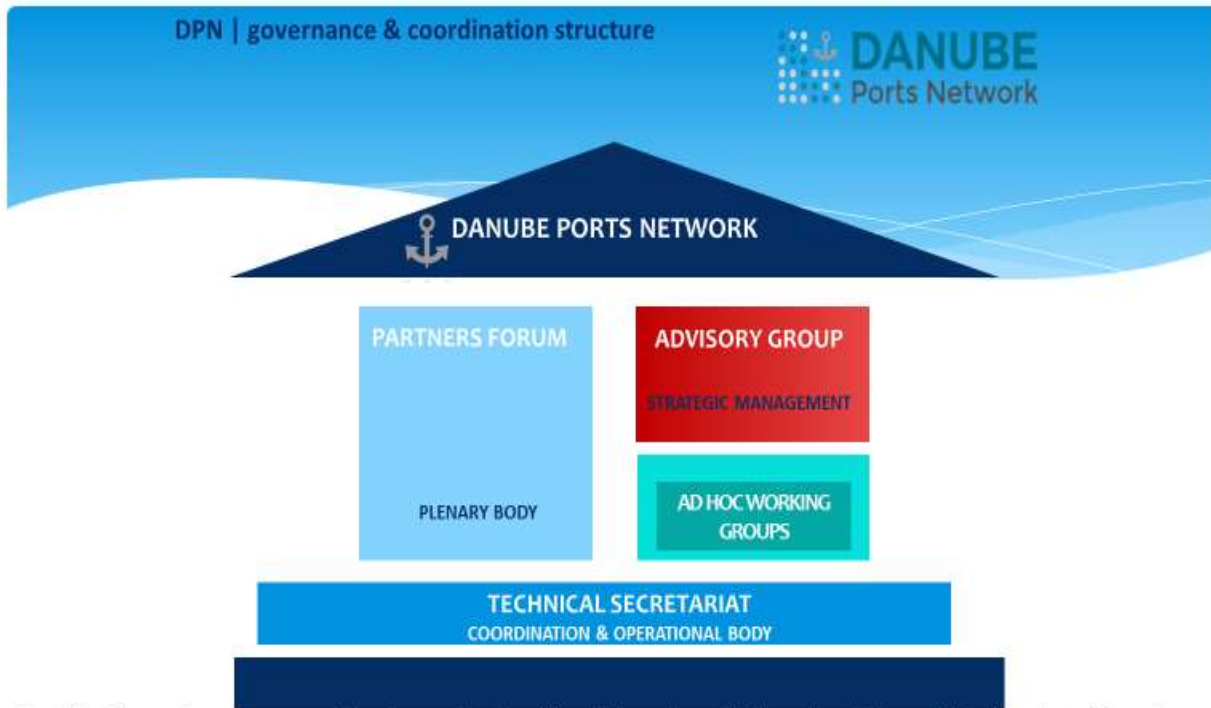 DPN | governance & coordination structure
DANUBE
Ports Network
DANUBE PORTS NETWORK
PARTNERS FORUM
PLENARY BODY
ADVISORY GROUP
STRATEGIC MANAGEMENT
AD HOC WORKING
GROUPS
TECHNICAL SECRETARIAT
COORDINATION & OPERATIONAL BODY